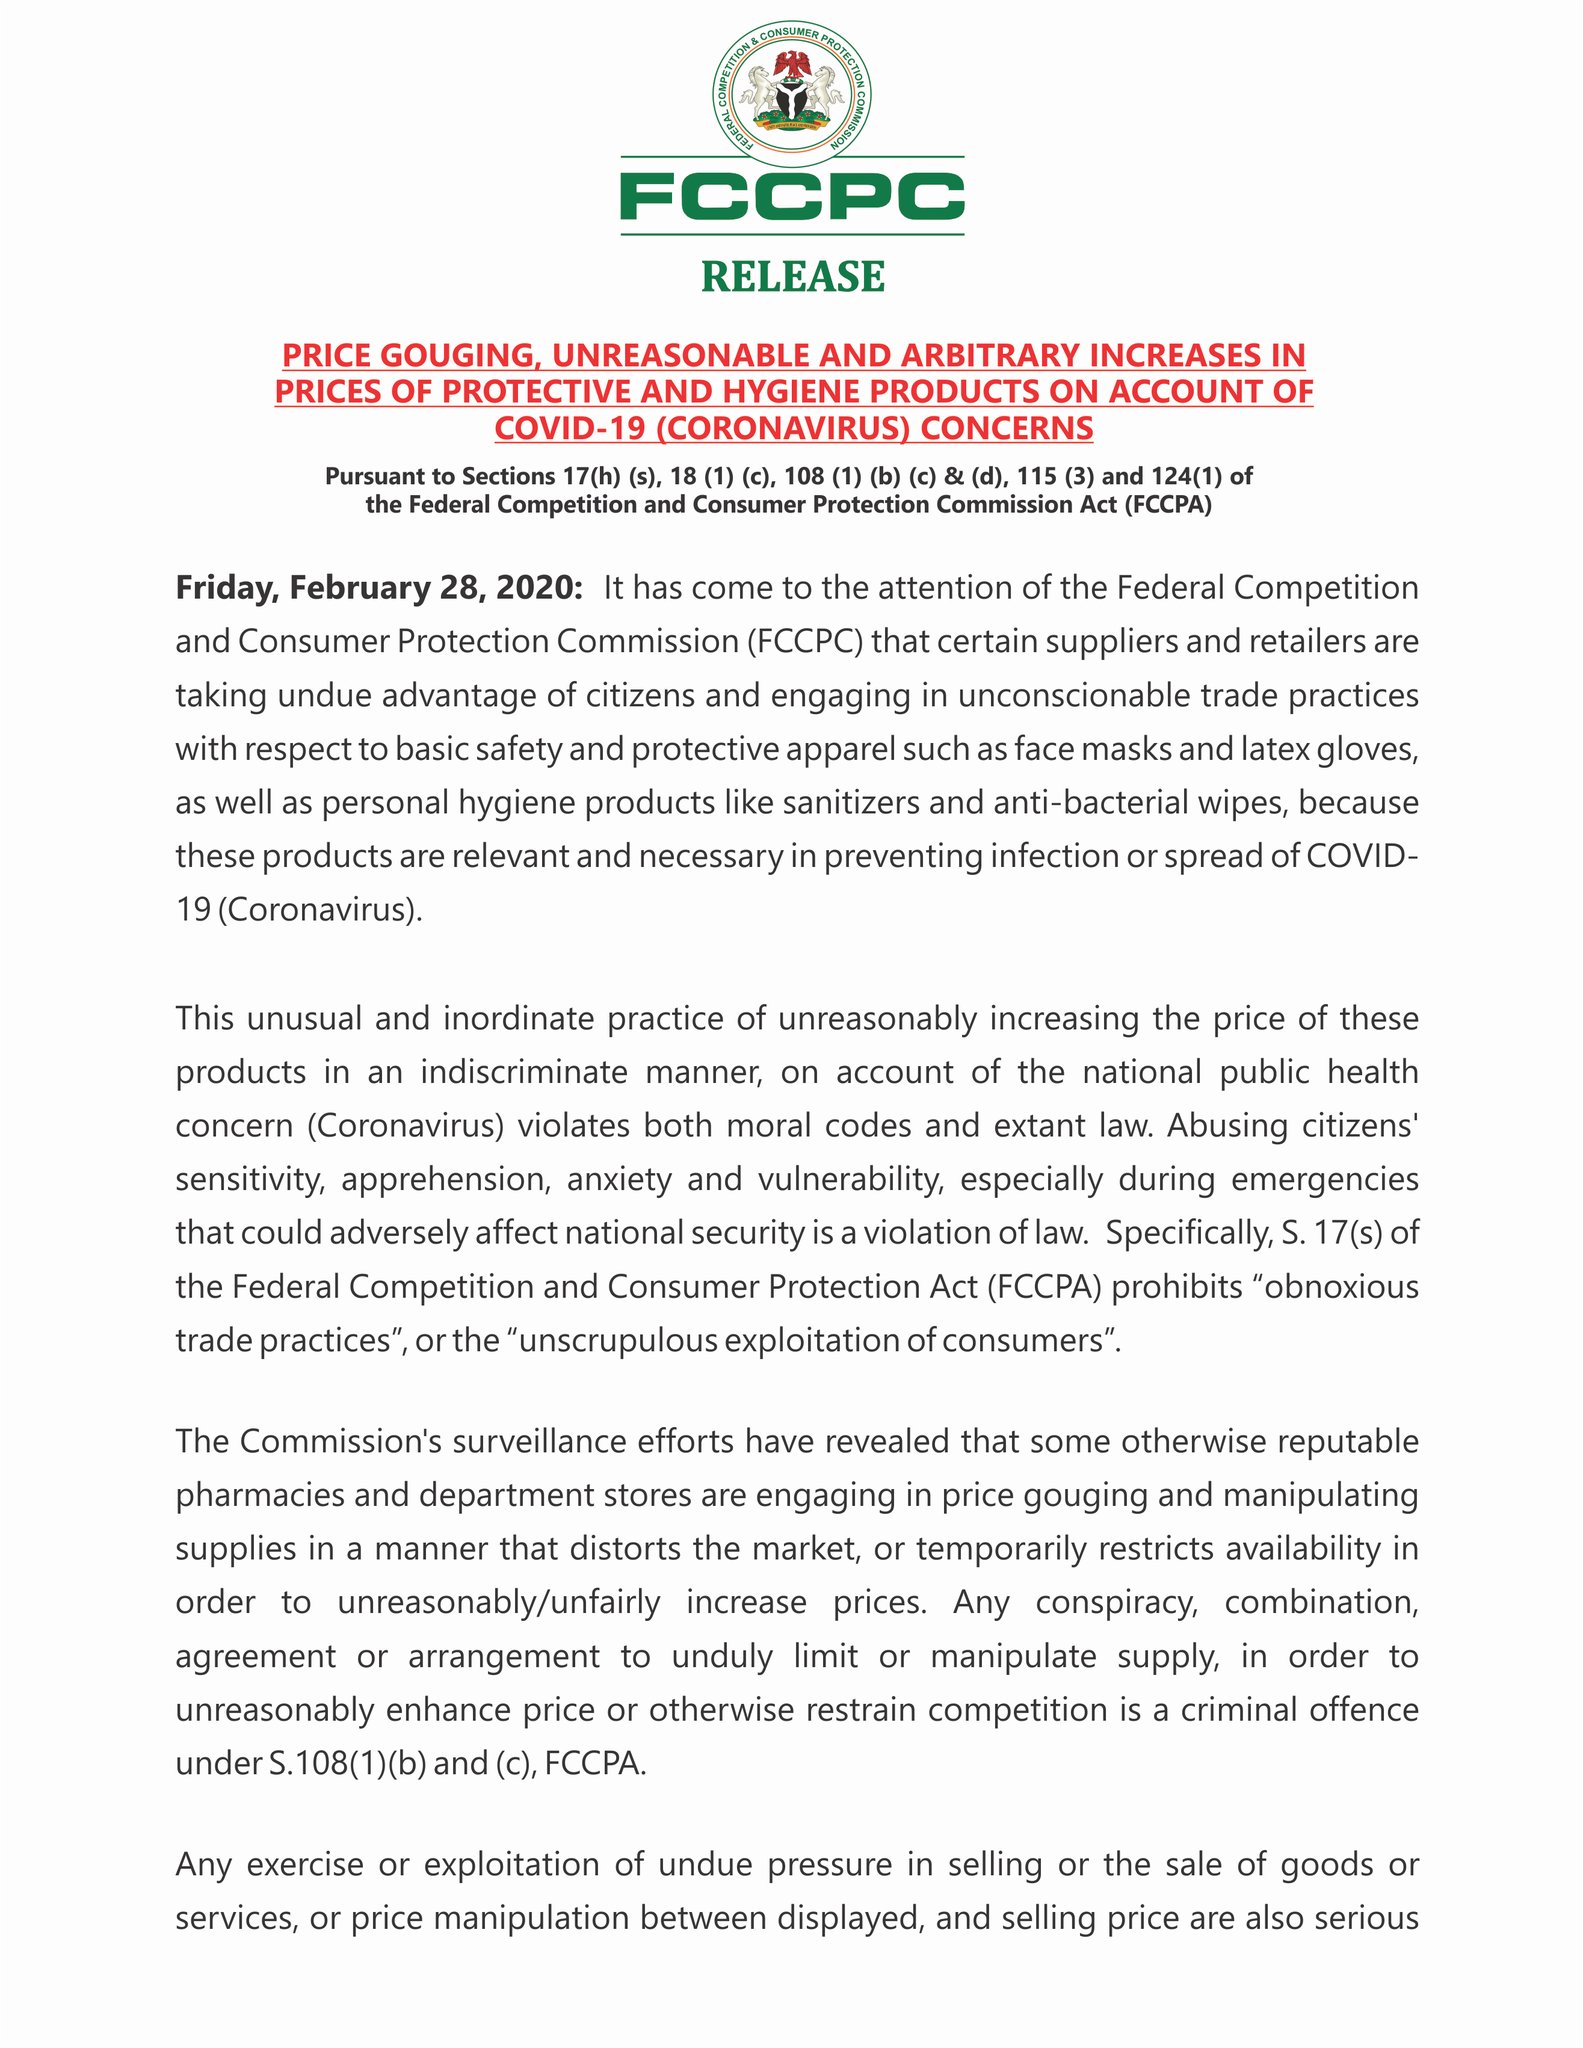 FEDERAL COMPETITION & CONSUMER PROTECTION COMMISSION
FCCPC
RELEASE
PRICE GOUGING, UNREASONABLE AND ARBITRARY INCREASES IN
PRICES OF PROTECTIVE AND HYGIENE PRODUCTS ON ACCOUNT OF
COVID-19 (CORONAVIRUS) CONCERNS
Pursuant to Sections 17(h) (s), 18 (1) (c), 108 (1) (b) (c) & (d), 115 (3) and 124(1) of
the Federal Competition and Consumer Protection Commission Act (FCCPA)
Friday, February 28, 2020: It has come to the attention of the Federal Competition
and Consumer Protection Commission (FCCPC) that certain suppliers and retailers are
taking undue advantage of citizens and engaging in unconscionable trade practices
with respect to basic safety and protective apparel such as face masks and latex gloves,
as well as personal hygiene products like sanitizers and anti-bacterial wipes, because
these products are relevant and necessary in preventing infection or spread of COVID-
19 (Coronavirus).
This unusual and inordinate practice of unreasonably increasing the price of these
products in an indiscriminate manner, on account of the national public health
concern (Coronavirus) violates both moral codes and extant law. Abusing citizens'
sensitivity, apprehension, anxiety and vulnerability, especially during emergencies
that could adversely affect national security is a violation of law. Specifically, S. 17(s) of
the Federal Competition and Consumer Protection Act (FCCPA) prohibits “obnoxious
trade practices”, or the “unscrupulous exploitation of consumers”.
The Commission's surveillance efforts have revealed that some otherwise reputable
pharmacies and department stores are engaging in price gouging and manipulating
supplies in a manner that distorts the market, or temporarily restricts availability in
order to unreasonably/unfairly increase prices. Any conspiracy, combination,
agreement or arrangement to unduly limit or manipulate supply, in order to
unreasonably enhance price or otherwise restrain competition is a criminal offence
under S.108(1)(b) and (c), FCCPA.
Any exercise or exploitation of undue pressure in selling or the sale of goods or
services, or price manipulation between displayed, and selling price are also serious